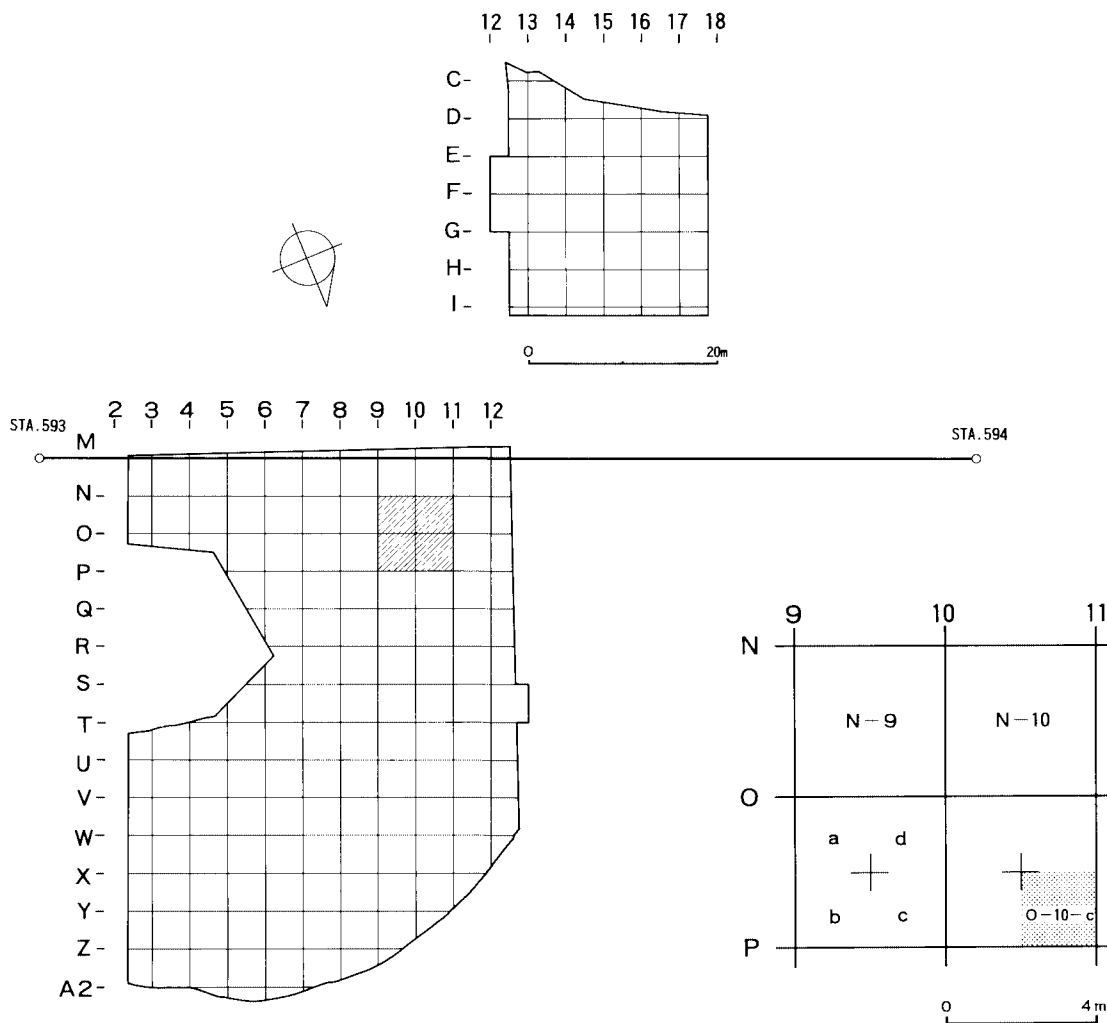 12 13 14 15 16 17 18
C-
D-
E-
F-
G-
H-
I-
0 20m
2 3 4 5 6 7 8 9 10 11 12
STA.593
STA.594
M
N-
O-
P-
Q-
R-
S-
T-
U-
V-
W-
X-
Y-
Z-
A2-
9 10 11
N
N-9 N-10
O
a d
b c O-10-c
P
0 4m